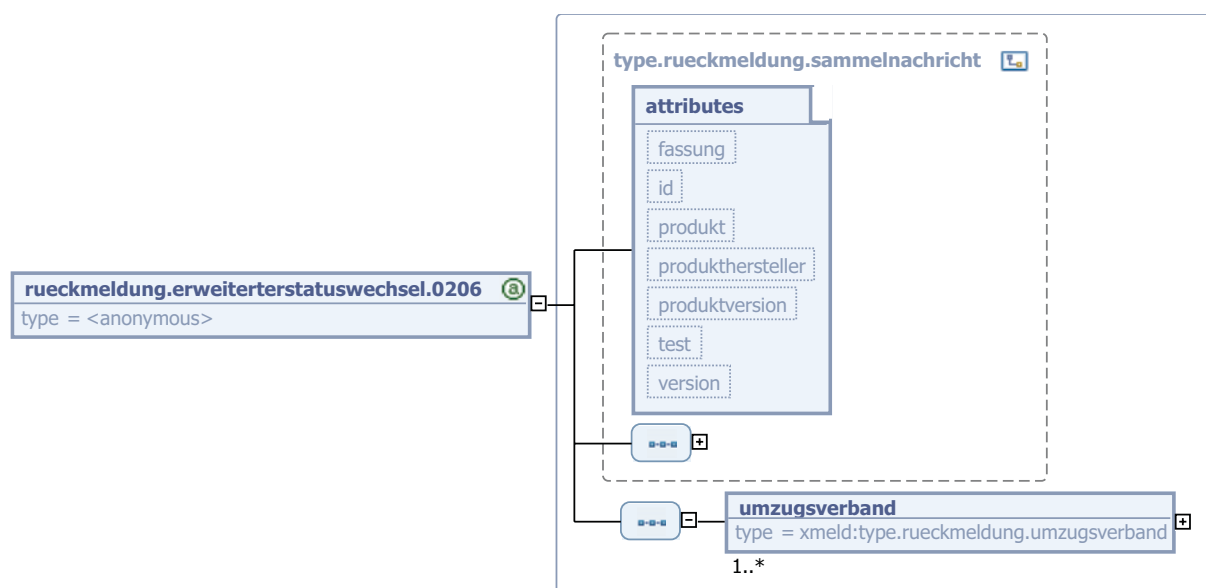 type.rueckmeldung.sammelnachricht
attributes
fassung
id
produkt
produkthersteller
produktversion
test
version
rueckmeldung.erweiterterstatuswechsel.0206
type = <anonymous>
umzugsverband
type = xmeld:type.rueckmeldung.umzugsverband
1..*